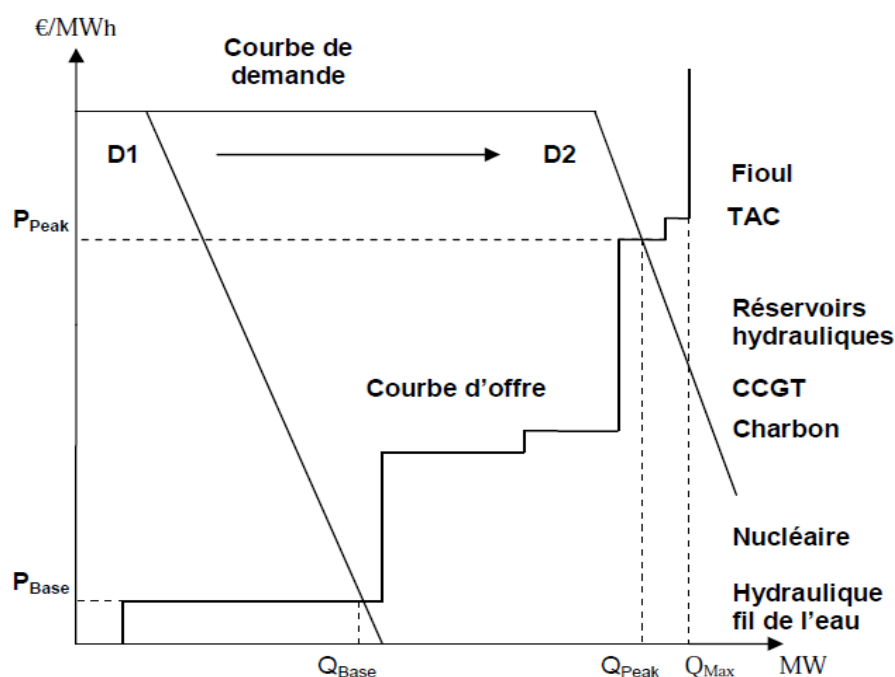 €/MWh
Courbe de
demande
D1
D2
Fioul
TAC
P_Peak
Réservoirs
hydrauliques
Courbe d'offre
CCGT
Charbon
Nucléaire
P_Base
Hydraulique
fil de l'eau
Q_Base
Q_Peak
Q_Max
MW